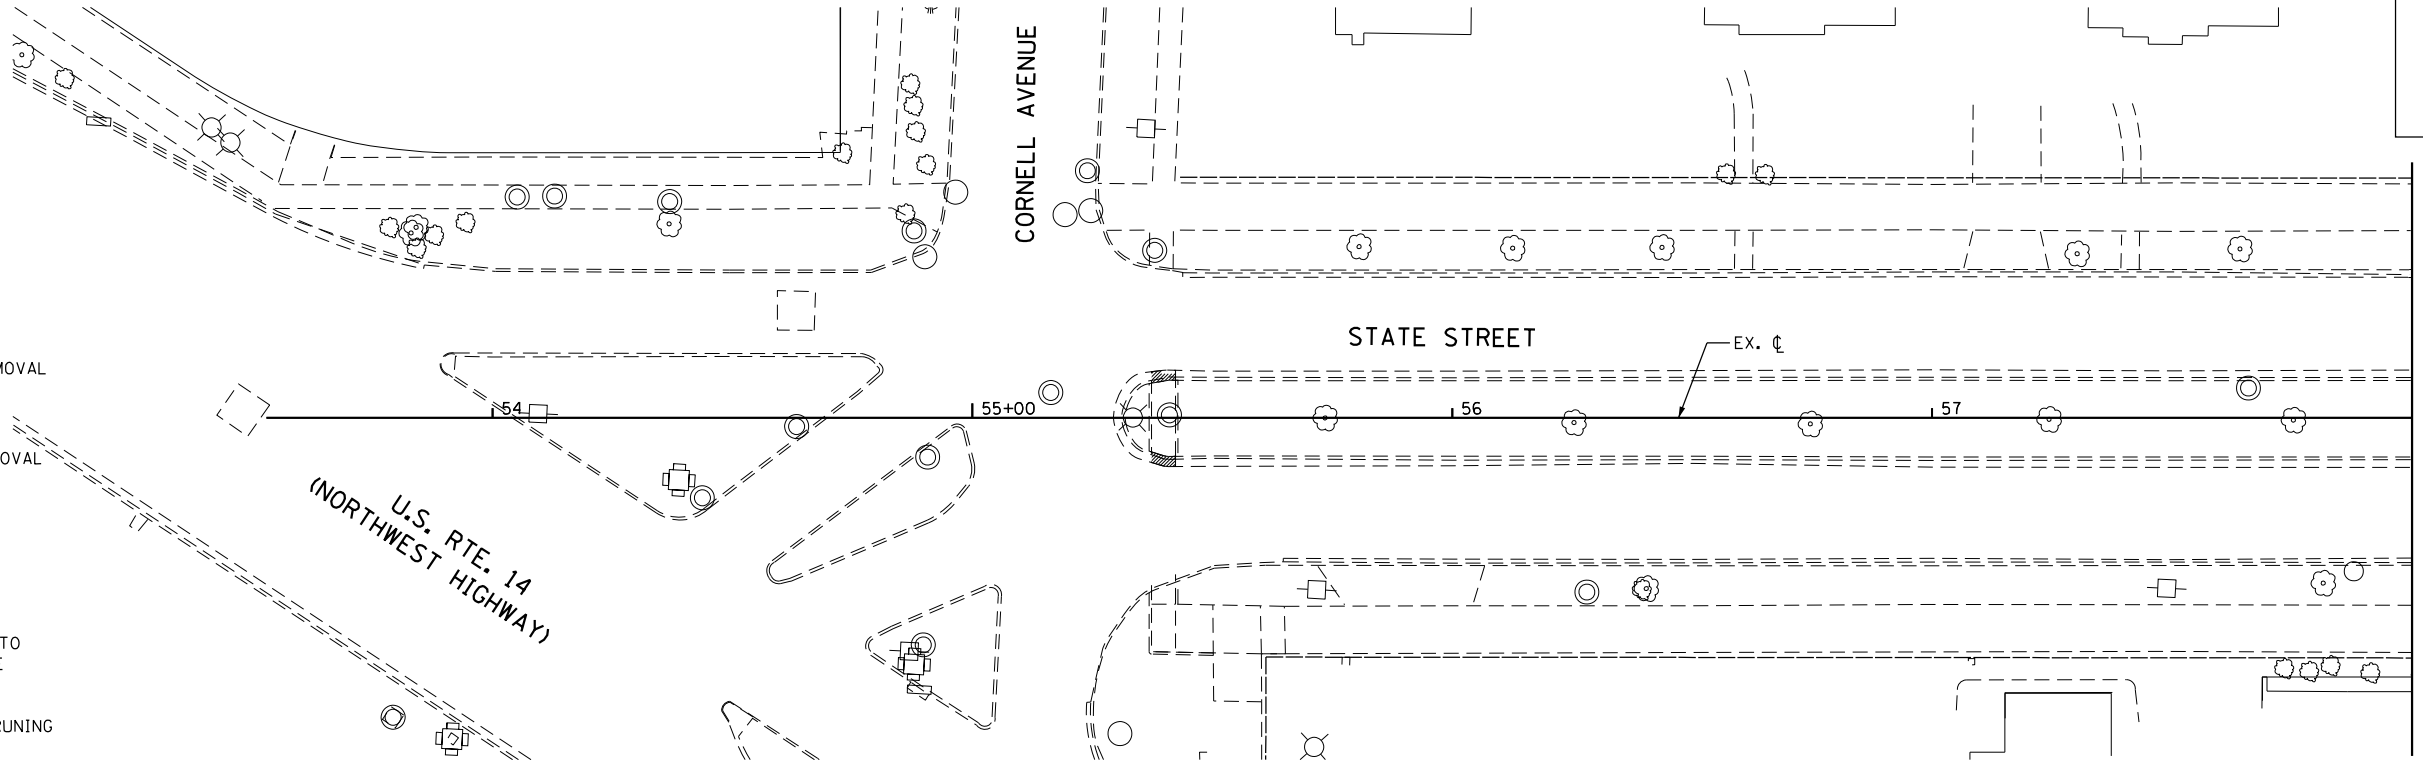 CORNELL AVENUE
STATE STREET
EX. ℄
MOVAL
54
55+00
56
57
OVAL
U.S. RTE. 14
(NORTHWEST HIGHWAY)
TO
E
RUNING